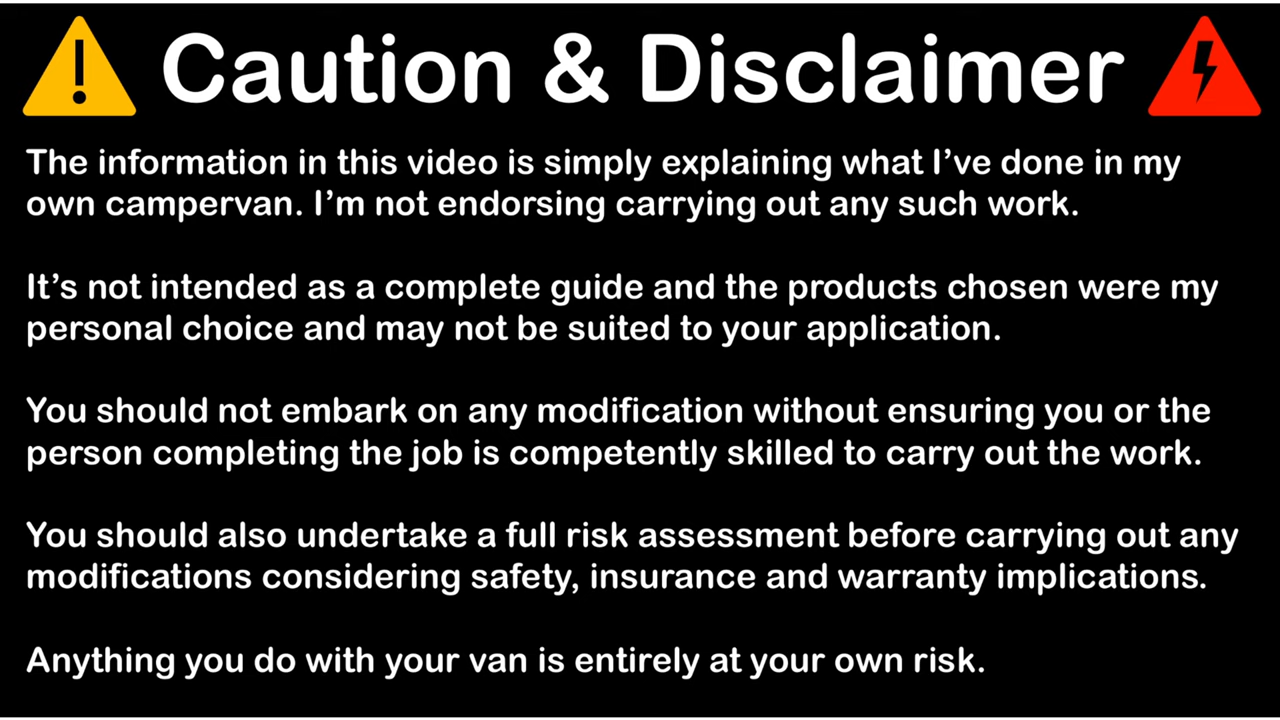 Caution & Disclaimer
The information in this video is simply explaining what I’ve done in my
own campervan. I’m not endorsing carrying out any such work.
It’s not intended as a complete guide and the products chosen were my
personal choice and may not be suited to your application.
You should not embark on any modification without ensuring you or the
person completing the job is competently skilled to carry out the work.
You should also undertake a full risk assessment before carrying out any
modifications considering safety, insurance and warranty implications.
Anything you do with your van is entirely at your own risk.